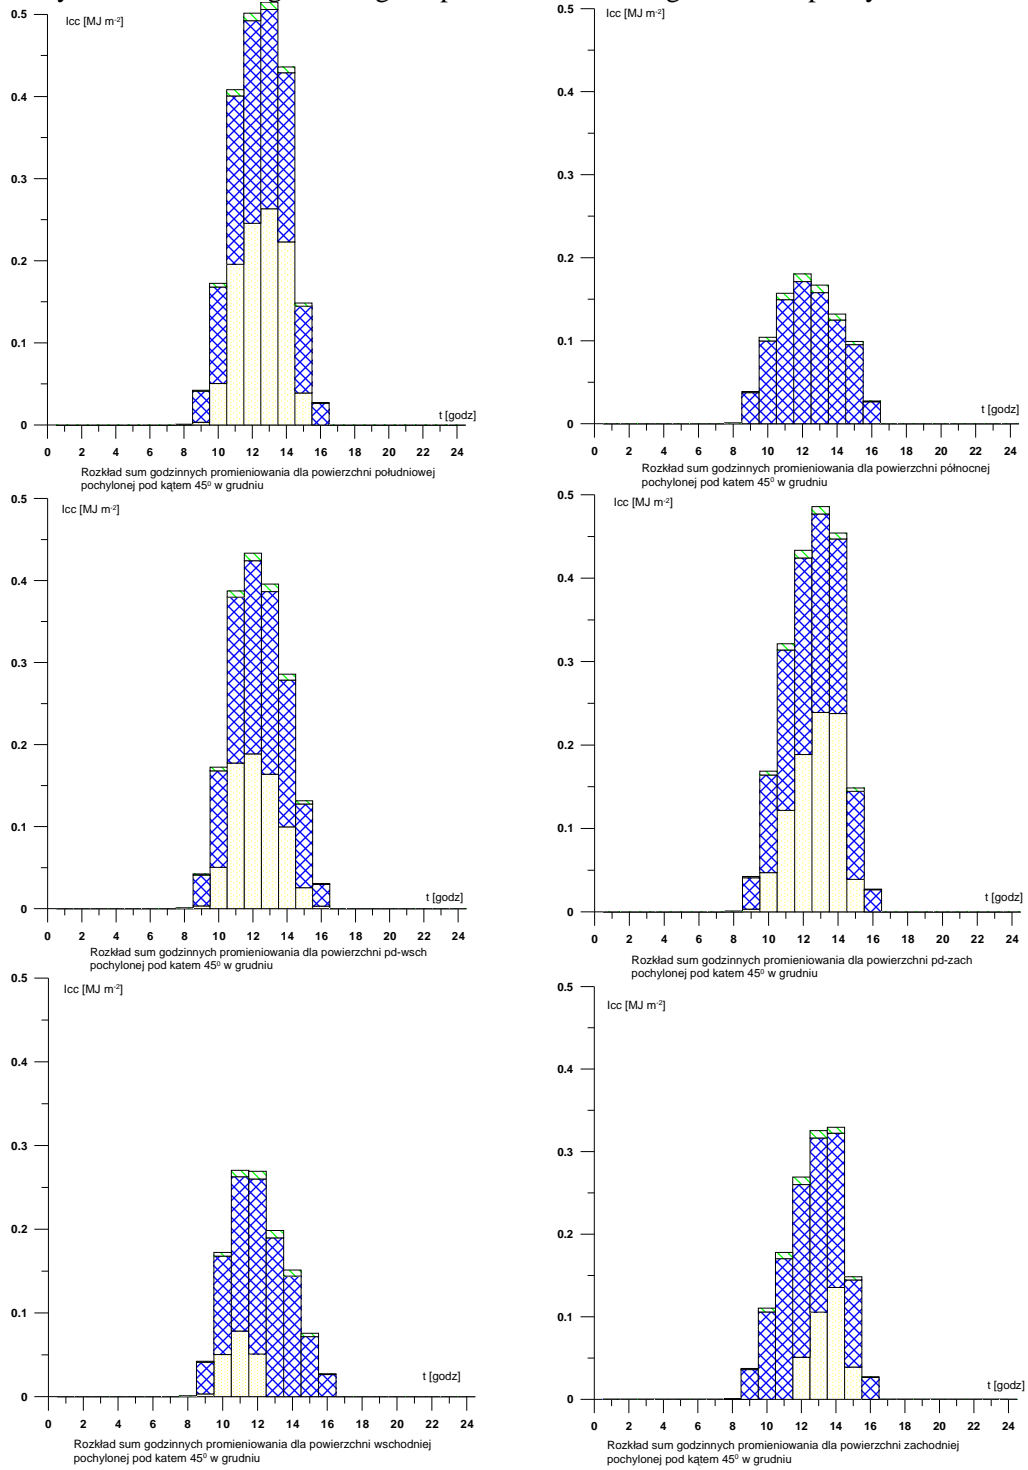 Icc [MJ m-2]
0.5
0.4
0.3
0.2
0.1
0
t [godz]
0 2 4 6 8 10 12 14 16 18 20 22 24
Rozkład sum godzinnych promieniowania dla powierzchni południowej
pochylonej pod kątem 45⁰ w grudniu
Icc [MJ m-2]
0.5
0.4
0.3
0.2
0.1
0
t [godz]
0 2 4 6 8 10 12 14 16 18 20 22 24
Rozkład sum godzinnych promieniowania dla powierzchni północnej
pochylonej pod katem 45⁰ w grudniu
Icc [MJ m-2]
0.5
0.4
0.3
0.2
0.1
0
t [godz]
0 2 4 6 8 10 12 14 16 18 20 22 24
Rozkład sum godzinnych promieniowania dla powierzchni pd-wsch
pochylonej pod katem 45⁰ w grudniu
Icc [MJ m-2]
0.5
0.4
0.3
0.2
0.1
0
t [godz]
0 2 4 6 8 10 12 14 16 18 20 22 24
Rozkład sum godzinnych promieniowania dla powierzchni pd-zach
pochylonej pod katem 45⁰ w grudniu
Icc [MJ m-2]
0.5
0.4
0.3
0.2
0.1
0
t [godz]
0 2 4 6 8 10 12 14 16 18 20 22 24
Rozkład sum godzinnych promieniowania dla powierzchni wschodniej
pochylonej pod katem 45⁰ w grudniu
Icc [MJ m-2]
0.5
0.4
0.3
0.2
0.1
0
t [godz]
0 2 4 6 8 10 12 14 16 18 20 22 24
Rozkład sum godzinnych promieniowania dla powierzchni zachodniej
pochylonej pod kątem 45⁰ w grudniu